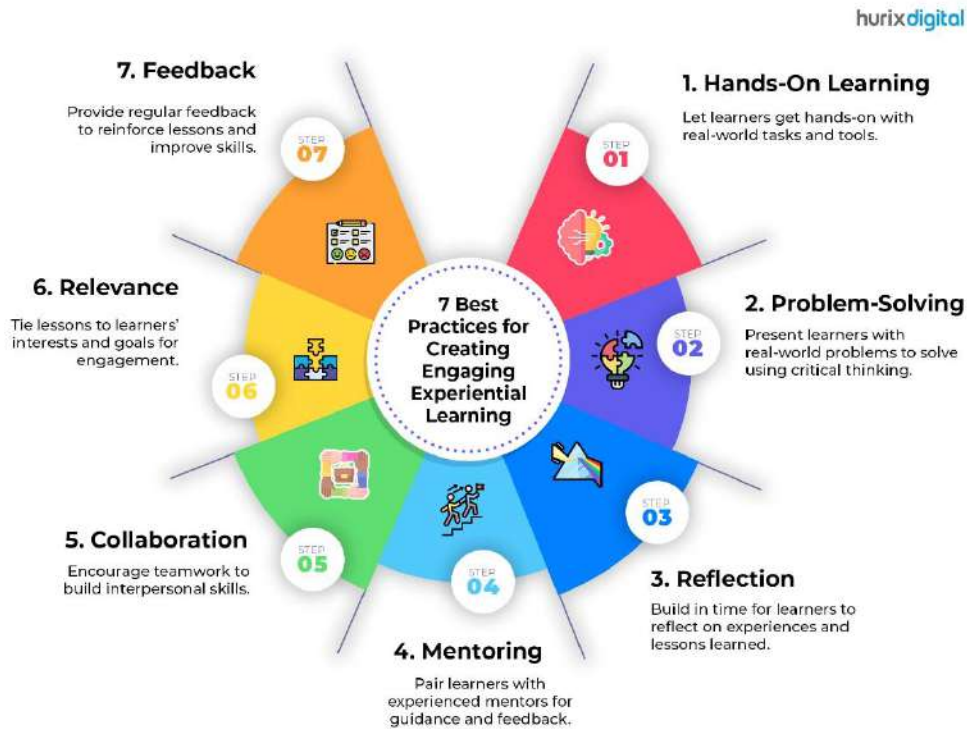 hurixdigital
7 Best
Practices for
Creating
Engaging
Experiential
Learning
1. Hands-On Learning
Let learners get hands-on with
real-world tasks and tools.
STEP
01
2. Problem-Solving
Present learners with
real-world problems to solve
using critical thinking.
STEP
02
3. Reflection
Build in time for learners to
reflect on experiences and
lessons learned.
STEP
03
4. Mentoring
Pair learners with
experienced mentors for
guidance and feedback.
STEP
04
5. Collaboration
Encourage teamwork to
build interpersonal skills.
STEP
05
6. Relevance
Tie lessons to learners'
interests and goals for
engagement.
STEP
06
7. Feedback
Provide regular feedback
to reinforce lessons and
improve skills.
STEP
07